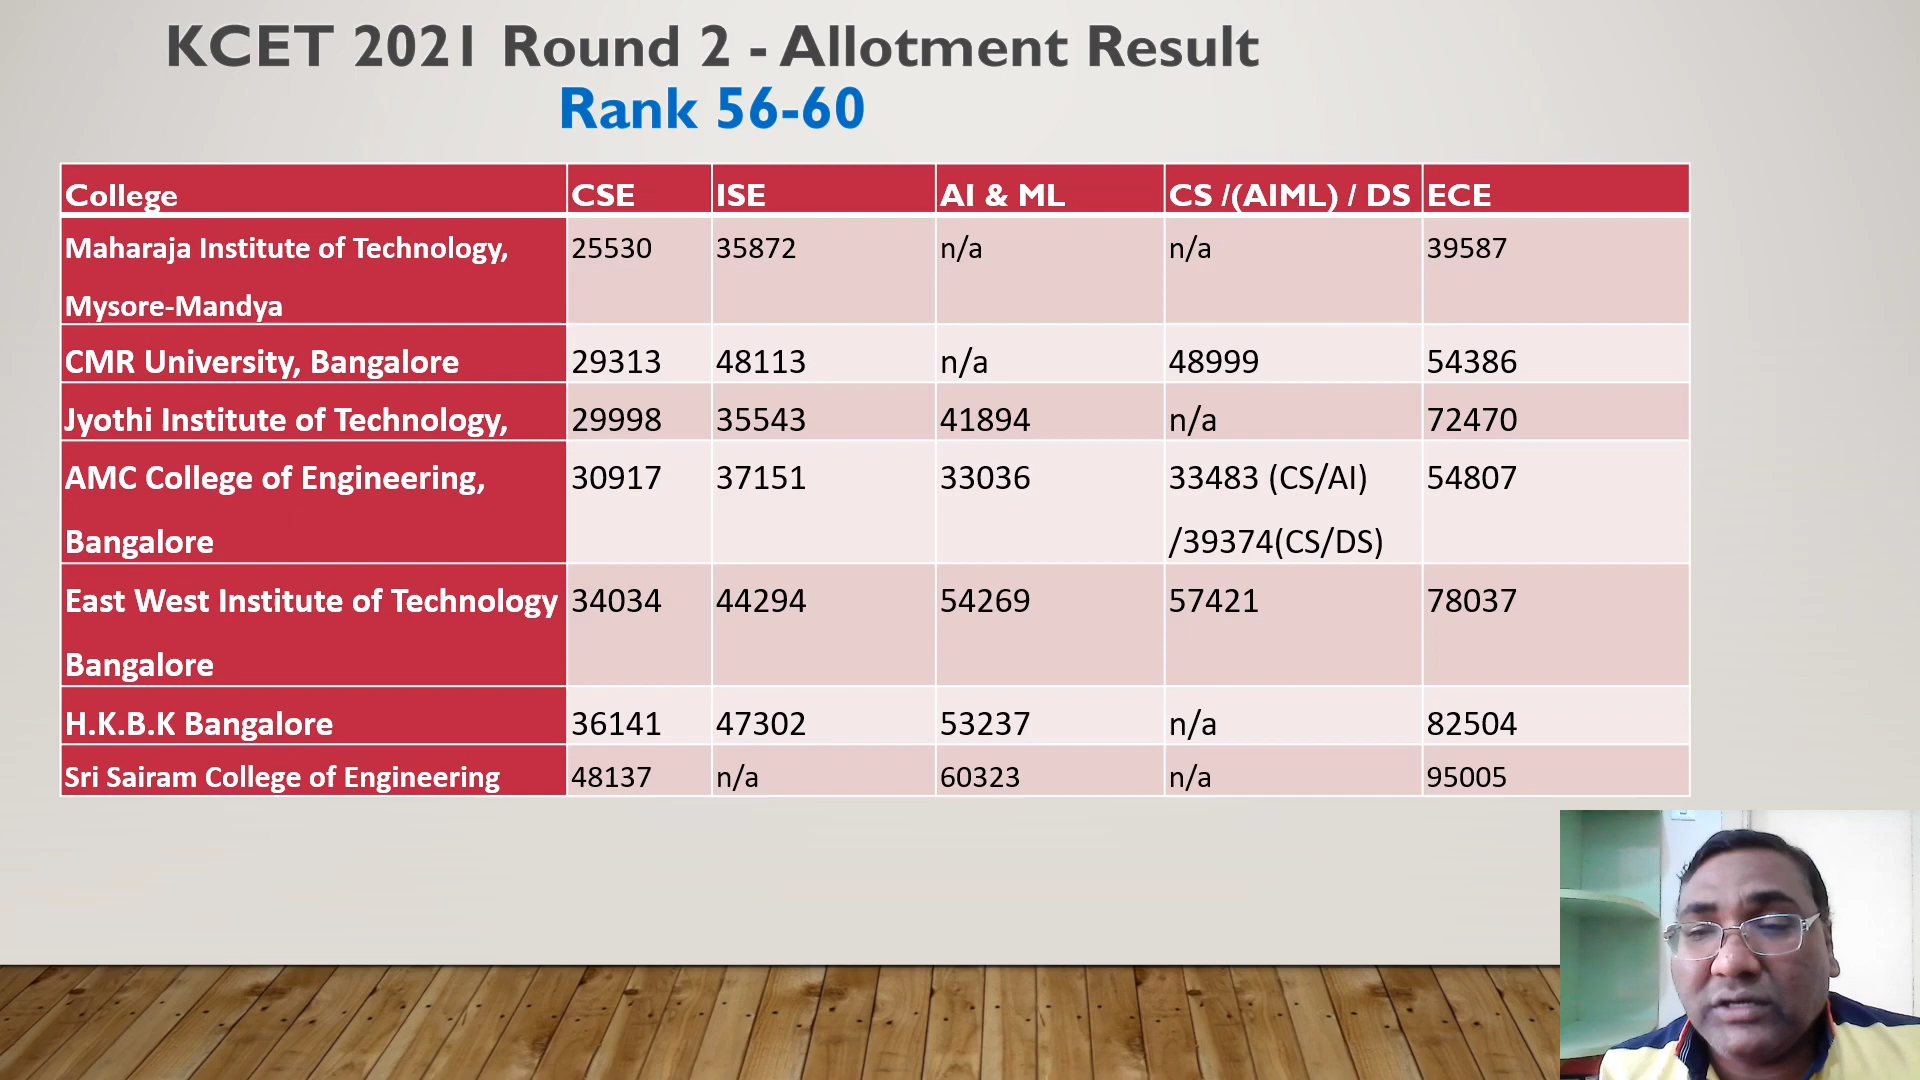 KCET 2021 Round 2 - Allotment Result
Rank 56-60
College CSE ISE AI & ML CS /(AIML) / DS ECE
Maharaja Institute of Technology, 25530 35872 n/a n/a 39587
Mysore-Mandya
CMR University, Bangalore 29313 48113 n/a 48999 54386
Jyothi Institute of Technology, 29998 35543 41894 n/a 72470
AMC College of Engineering, 30917 37151 33036 33483 (CS/AI) 54807
Bangalore /39374(CS/DS)
East West Institute of Technology 34034 44294 54269 57421 78037
Bangalore
H.K.B.K Bangalore 36141 47302 53237 n/a 82504
Sri Sairam College of Engineering 48137 n/a 60323 n/a 95005